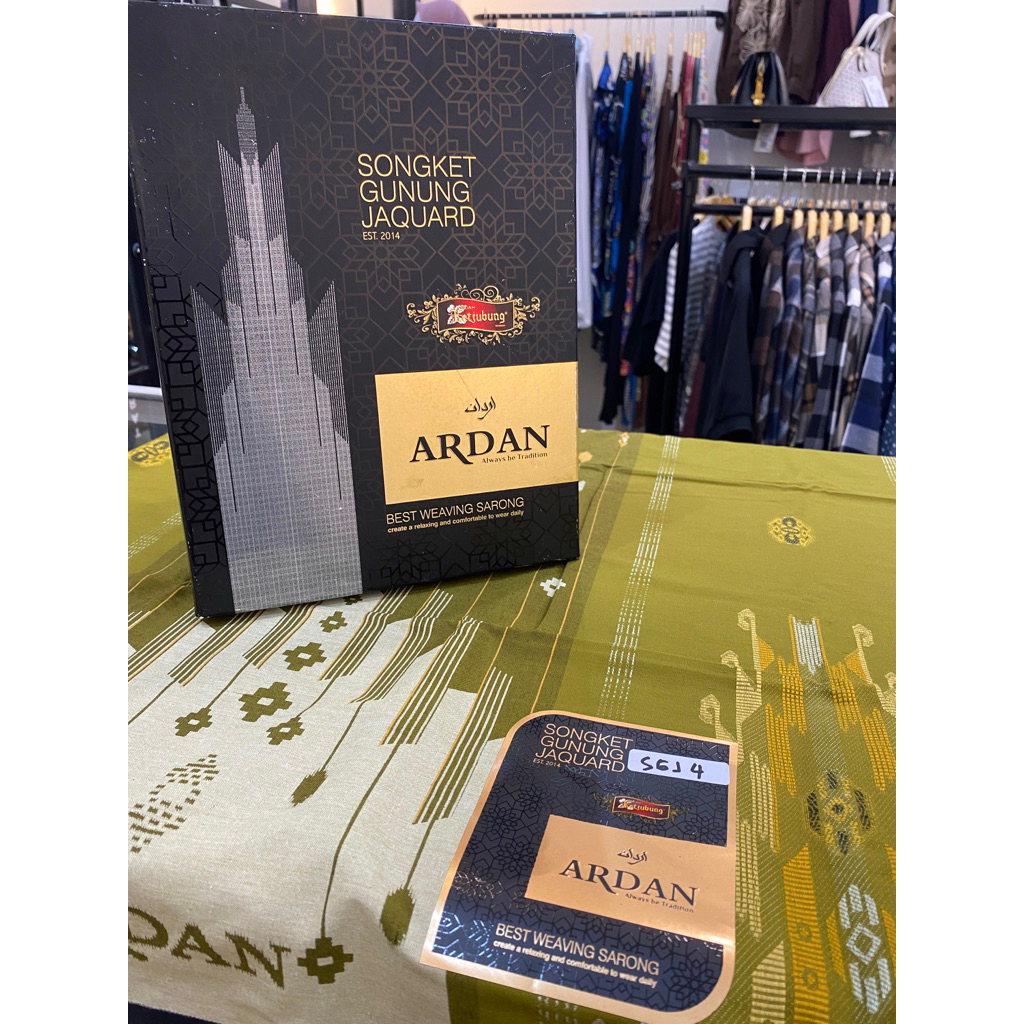 SONGKET
GUNUNG
JAQUARD
EST. 2014
Ketjubung
اردان
ARDAN
Always be Tradition
BEST WEAVING SARONG
create a relaxing and comfortable to wear daily
SONGKET
GUNUNG
JAQUARD
EST. 2014
SGJ 4
Ketjubung
اردان
ARDAN
Always be Tradition
BEST WEAVING SARONG
create a relaxing and comfortable to wear daily
DAN